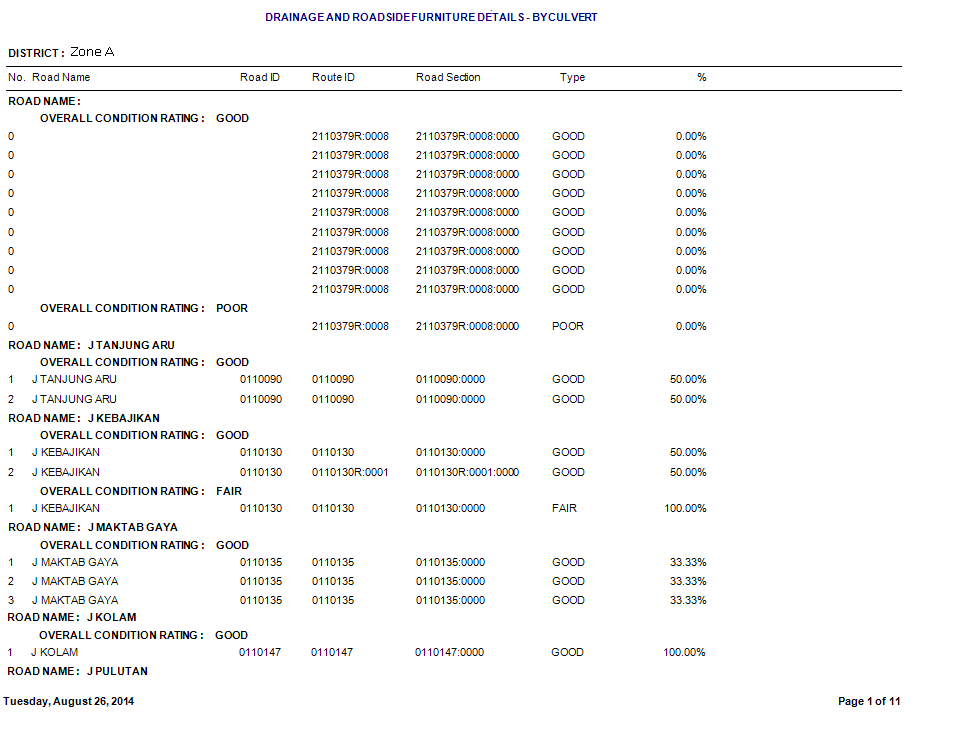 DRAINAGE AND ROADSIDE FURNITURE DETAILS - BY CULVERT
DISTRICT : Zone A
No. Road Name Road ID Route ID Road Section Type %
ROAD NAME :
OVERALL CONDITION RATING : GOOD
0 2110379R:0008 2110379R:0008:0000 GOOD 0.00%
0 2110379R:0008 2110379R:0008:0000 GOOD 0.00%
0 2110379R:0008 2110379R:0008:0000 GOOD 0.00%
0 2110379R:0008 2110379R:0008:0000 GOOD 0.00%
0 2110379R:0008 2110379R:0008:0000 GOOD 0.00%
0 2110379R:0008 2110379R:0008:0000 GOOD 0.00%
0 2110379R:0008 2110379R:0008:0000 GOOD 0.00%
0 2110379R:0008 2110379R:0008:0000 GOOD 0.00%
0 2110379R:0008 2110379R:0008:0000 GOOD 0.00%
OVERALL CONDITION RATING : POOR
0 2110379R:0008 2110379R:0008:0000 POOR 0.00%
ROAD NAME : J TANJUNG ARU
OVERALL CONDITION RATING : GOOD
1 J TANJUNG ARU 0110090 0110090 0110090:0000 GOOD 50.00%
2 J TANJUNG ARU 0110090 0110090 0110090:0000 GOOD 50.00%
ROAD NAME : J KEBAJIKAN
OVERALL CONDITION RATING : GOOD
1 J KEBAJIKAN 0110130 0110130 0110130:0000 GOOD 50.00%
2 J KEBAJIKAN 0110130 0110130R:0001 0110130R:0001:0000 GOOD 50.00%
OVERALL CONDITION RATING : FAIR
1 J KEBAJIKAN 0110130 0110130 0110130:0000 FAIR 100.00%
ROAD NAME : J MAKTAB GAYA
OVERALL CONDITION RATING : GOOD
1 J MAKTAB GAYA 0110135 0110135 0110135:0000 GOOD 33.33%
2 J MAKTAB GAYA 0110135 0110135 0110135:0000 GOOD 33.33%
3 J MAKTAB GAYA 0110135 0110135 0110135:0000 GOOD 33.33%
ROAD NAME : J KOLAM
OVERALL CONDITION RATING : GOOD
1 J KOLAM 0110147 0110147 0110147:0000 GOOD 100.00%
ROAD NAME : J PULUTAN
Tuesday, August 26, 2014 Page 1 of 11